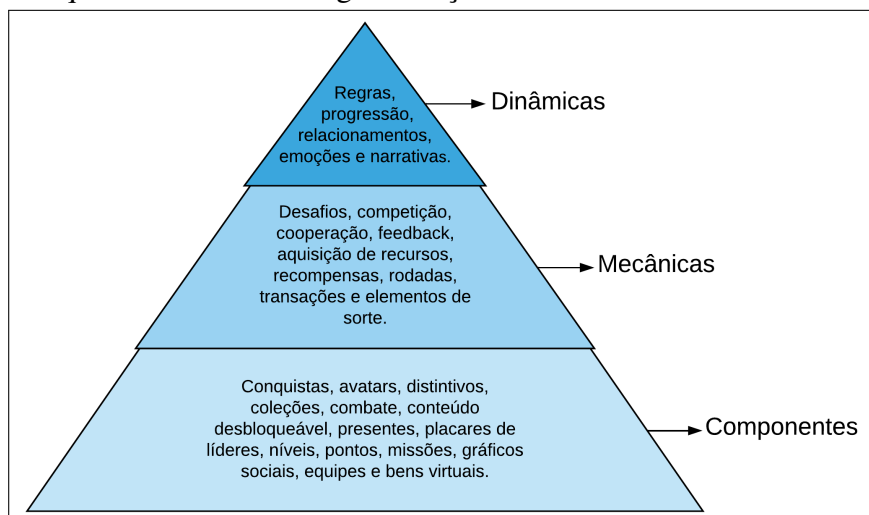 Regras,
progressão,
relacionamentos,
emoções e narrativas.
Dinâmicas
Desafios, competição,
cooperação, feedback,
aquisição de recursos,
recompensas, rodadas,
transações e elementos de
sorte.
Mecânicas
Conquistas, avatars, distintivos,
coleções, combate, conteúdo
desbloqueável, presentes, placares de
líderes, níveis, pontos, missões, gráficos
sociais, equipes e bens virtuais.
Componentes